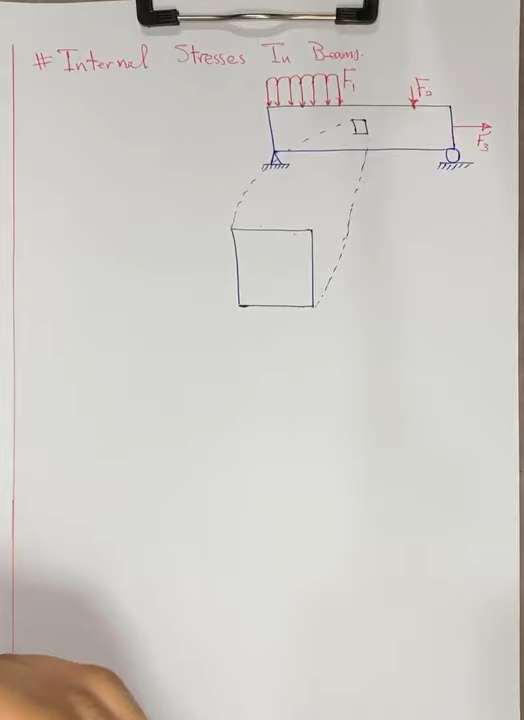 # Internal Stresses In Beams.
F₁
F₂
F₃